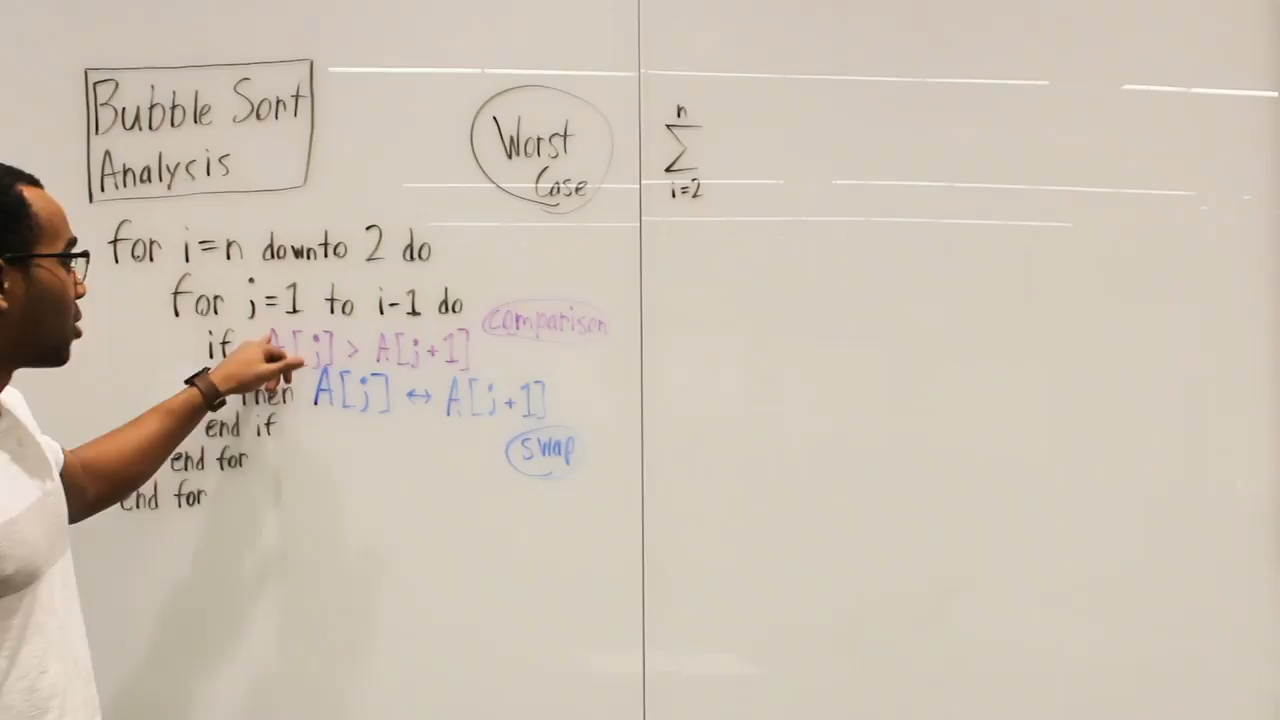 Bubble Sort
Analysis
Worst
Case
for i=n downto 2 do
for j=1 to i-1 do
comparison
if A[j] > A[j+1]
then A[j] ↔ A[j+1]
swap
end if
end for
end for
n
∑
i=2